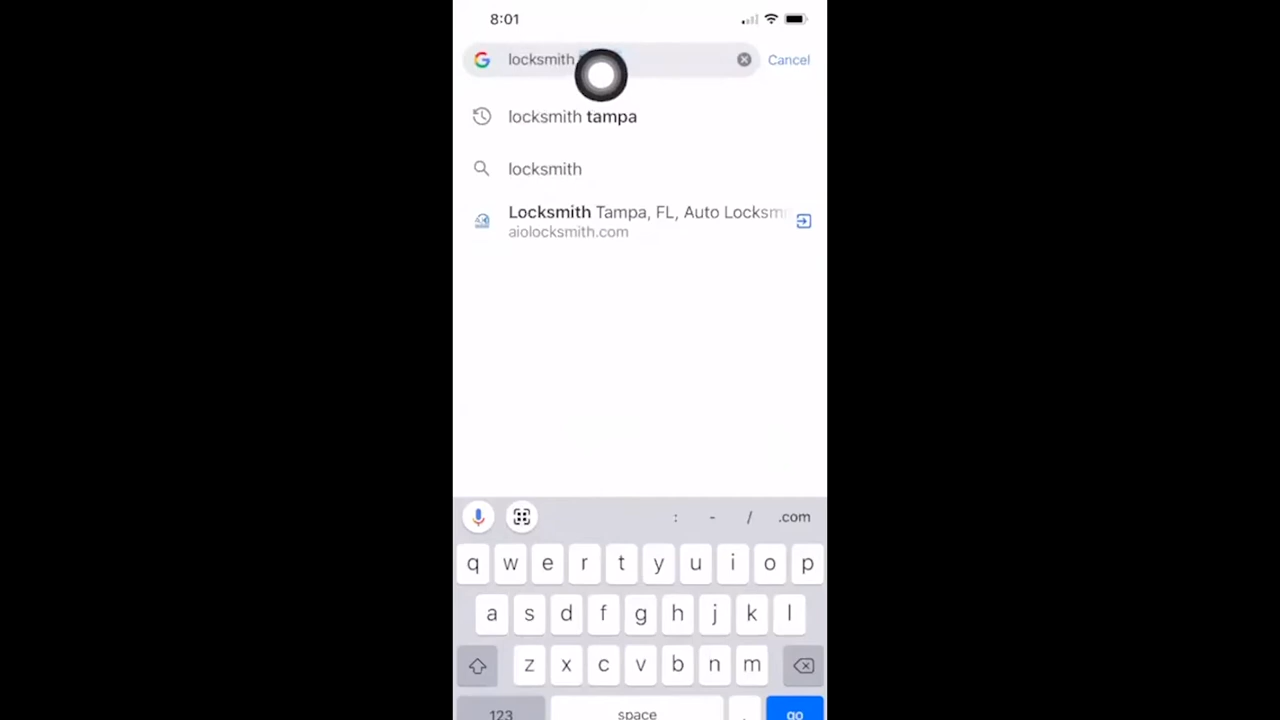 8:01
locksmith
Cancel
locksmith tampa
locksmith
Locksmith Tampa, FL, Auto Locksm
aiolocksmith.com
: - / .com
q w e r t y u i o p
a s d f g h j k l
z x c v b n m
123 space . go